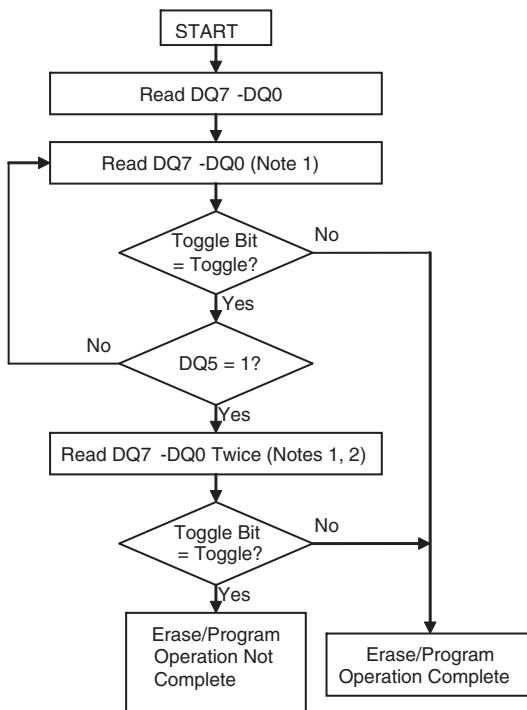 START
Read DQ7 -DQ0
Read DQ7 -DQ0 (Note 1)
Toggle Bit
= Toggle?
No
Yes
No
DQ5 = 1?
Yes
Read DQ7 -DQ0 Twice (Notes 1, 2)
Toggle Bit
= Toggle?
No
Yes
Erase/Program
Operation Not
Complete
Erase/Program
Operation Complete